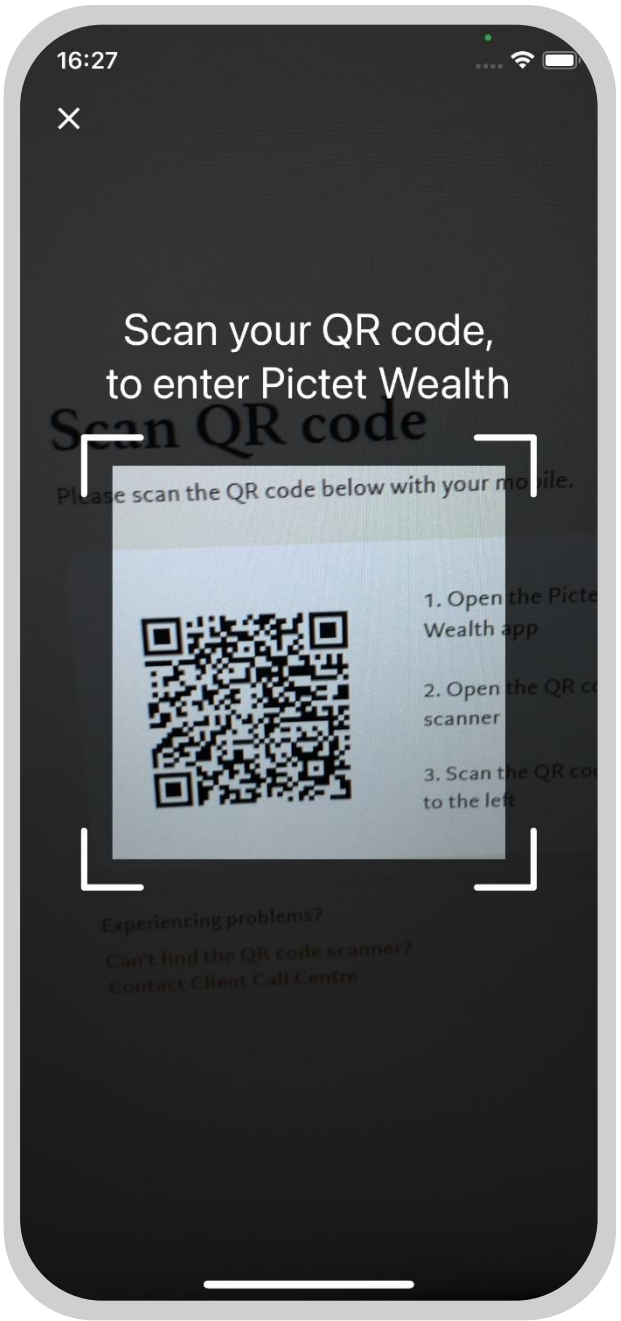 16:27
Scan your QR code,
to enter Pictet Wealth
Scan QR code
Please scan the QR code below with your mobile.
1. Open the Picte
Wealth app
2. Open the QR co
scanner
3. Scan the QR cod
to the left
Experiencing problems?
Can't find the QR code scanner?
Contact Client Call Centre